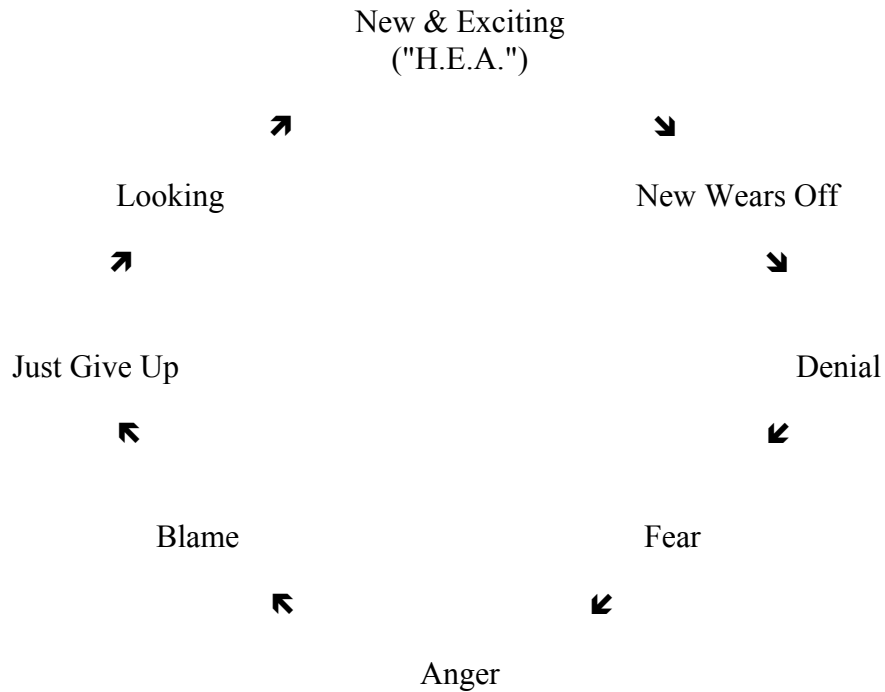 New & Exciting
("H.E.A.")
Looking
New Wears Off
Just Give Up
Denial
Blame
Fear
Anger